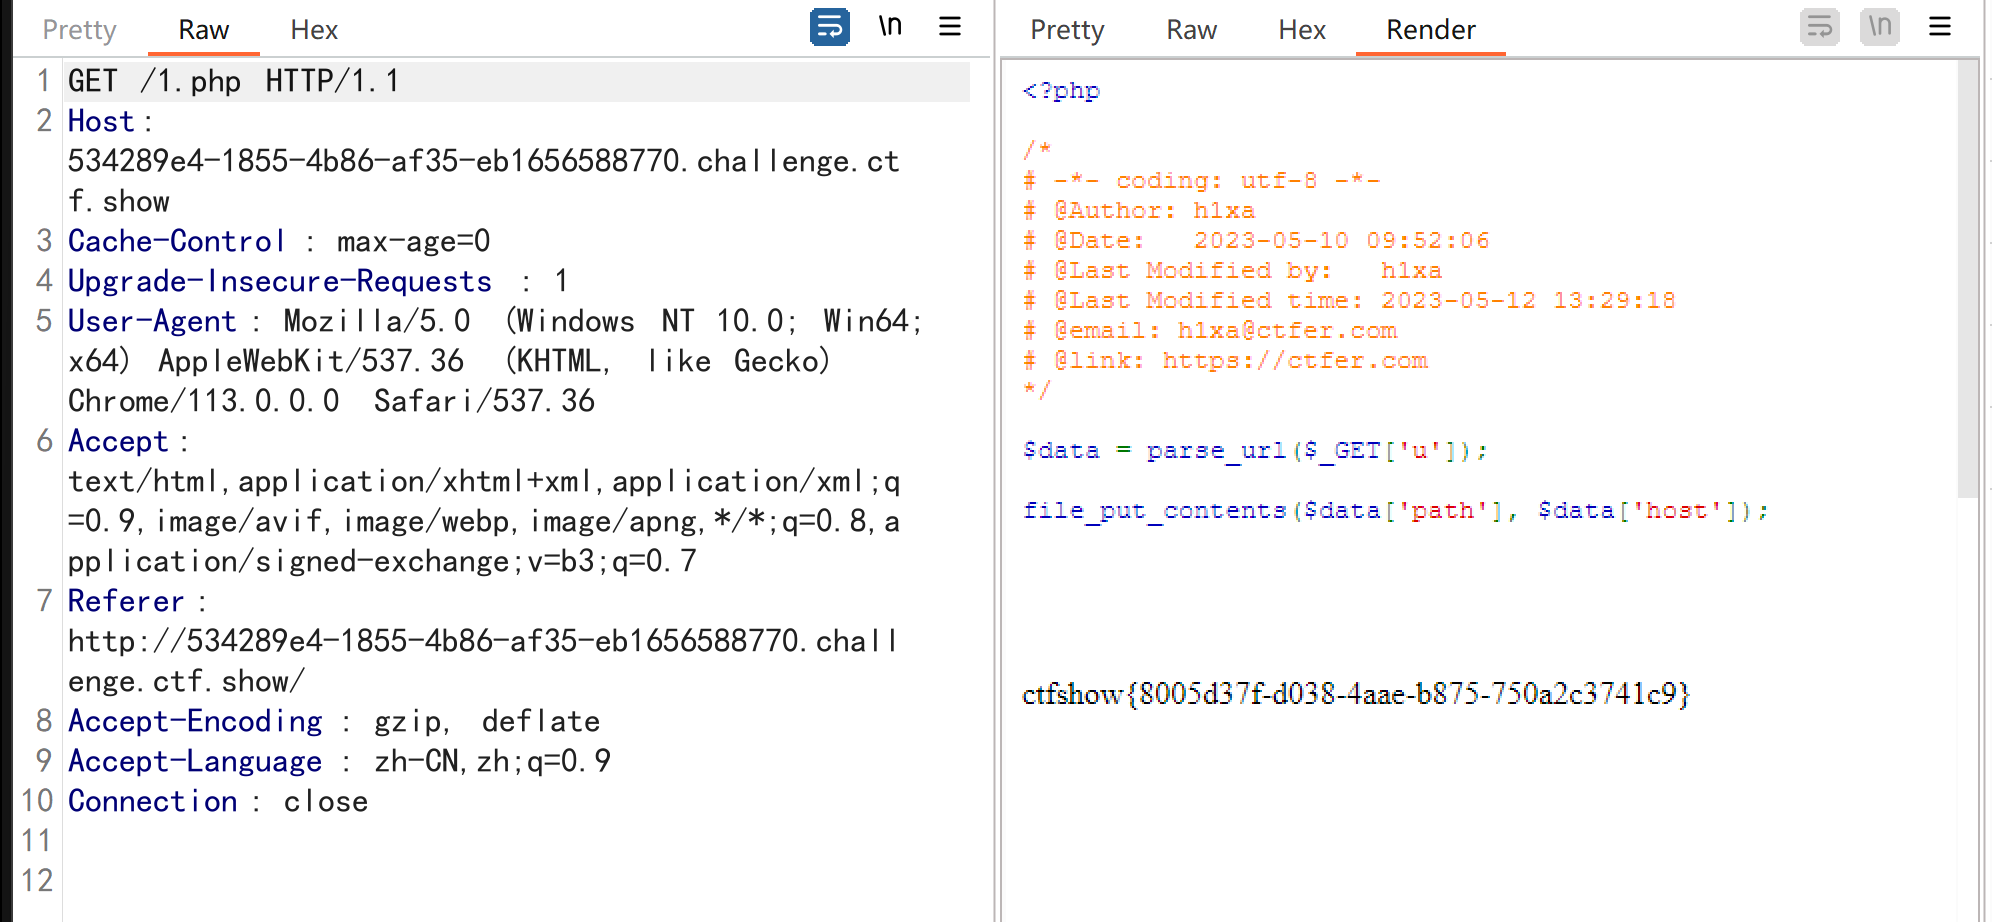 Pretty Raw Hex \n
1 GET /1.php HTTP/1.1
2 Host :
534289e4-1855-4b86-af35-eb1656588770.challenge.ct
f.show
3 Cache-Control : max-age=0
4 Upgrade-Insecure-Requests : 1
5 User-Agent : Mozilla/5.0 (Windows NT 10.0; Win64;
x64) AppleWebKit/537.36 (KHTML, like Gecko)
Chrome/113.0.0.0 Safari/537.36
6 Accept :
text/html,application/xhtml+xml,application/xml;q
=0.9,image/avif,image/webp,image/apng,*/*;q=0.8,a
pplication/signed-exchange;v=b3;q=0.7
7 Referer :
http://534289e4-1855-4b86-af35-eb1656588770.chall
enge.ctf.show/
8 Accept-Encoding : gzip, deflate
9 Accept-Language : zh-CN,zh;q=0.9
10 Connection : close
11
12
Pretty Raw Hex Render \n
<?php
/*
# -*- coding: utf-8 -*-
# @Author: h1xa
# @Date:   2023-05-10 09:52:06
# @Last Modified by:   h1xa
# @Last Modified time: 2023-05-12 13:29:18
# @email: h1xa@ctfer.com
# @link: https://ctfer.com
*/
$data = parse_url($_GET['u']);
file_put_contents($data['path'], $data['host']);
ctfshow{8005d37f-d038-4aae-b875-750a2c3741c9}